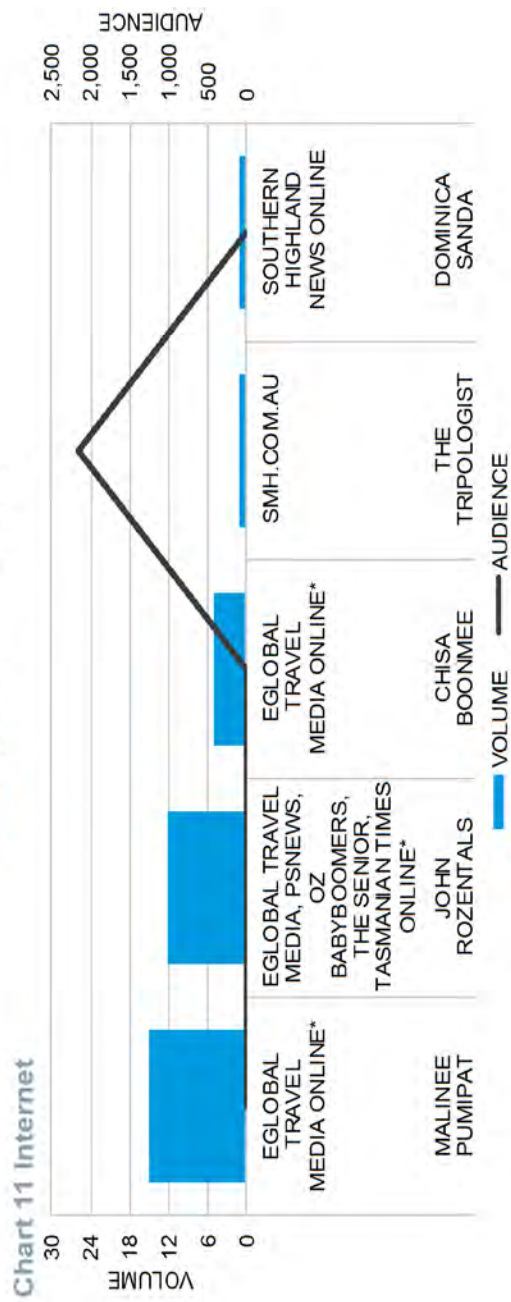 Chart 11 Internet
VOLUME
30
24
18
12
6
0
AUDIENCE
2,500
2,000
1,500
1,000
500
0
EGLOBAL
TRAVEL
MEDIA ONLINE*
MALINEE
PUMIPAT
EGLOBAL TRAVEL
MEDIA, PSNEWS,
OZ
BABYBOOMERS,
THE SENIOR,
TASMANIAN TIMES
ONLINE*
JOHN
ROZENTALS
EGLOBAL
TRAVEL
MEDIA ONLINE*
CHISA
BOONMEE
SMH.COM.AU
THE
TRIPOLOGIST
SOUTHERN
HIGHLAND
NEWS ONLINE
DOMINICA
SANDA
VOLUME
AUDIENCE